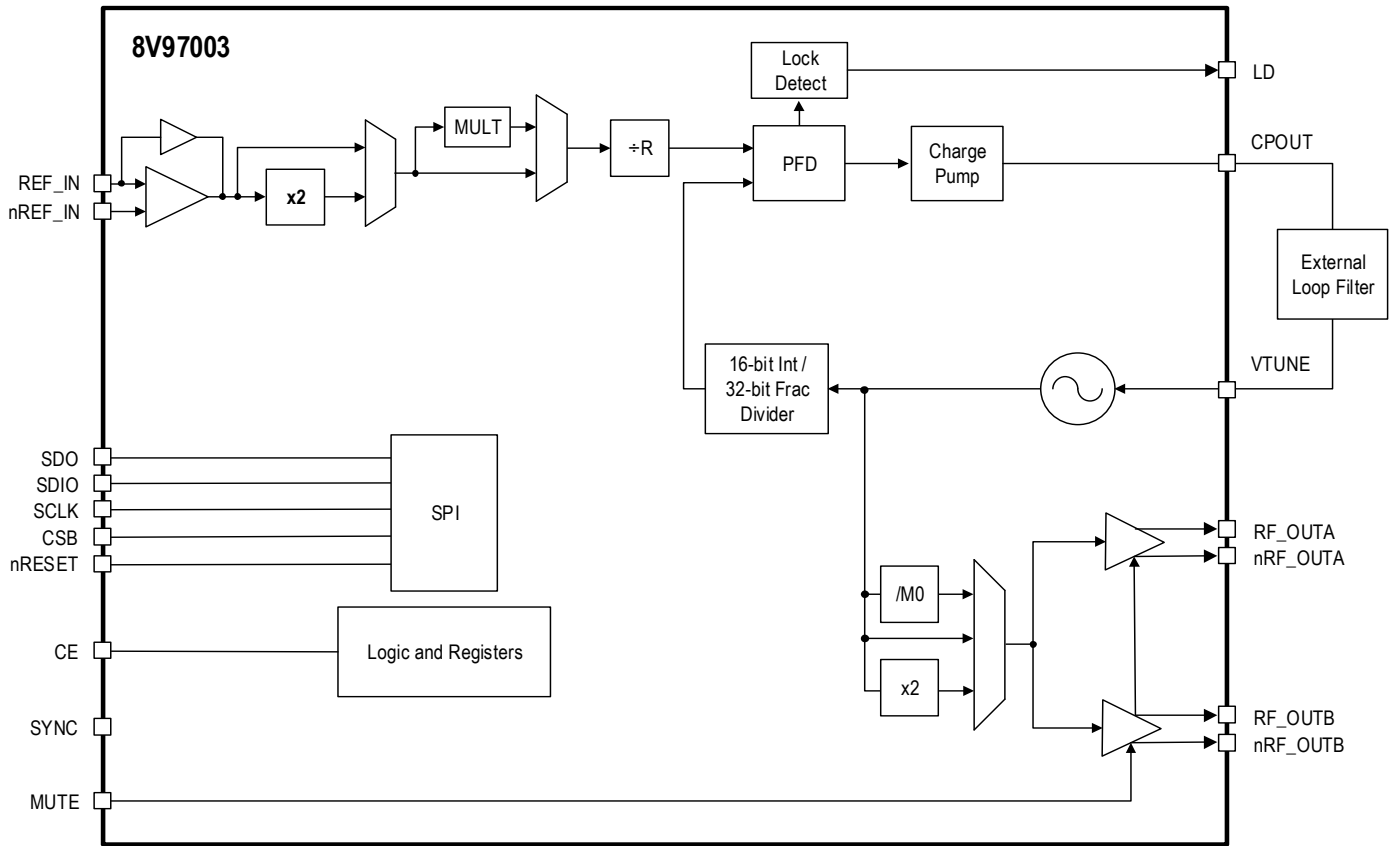 8V97003
Lock
Detect
LD
MULT
÷R
PFD
Charge
Pump
CPOUT
REF_IN
nREF_IN
x2
External
Loop Filter
16-bit Int /
32-bit Frac
Divider
VTUNE
SDO
SDIO
SCLK
CSB
nRESET
SPI
RF_OUTA
nRF_OUTA
/M0
CE
Logic and Registers
x2
SYNC
RF_OUTB
nRF_OUTB
MUTE